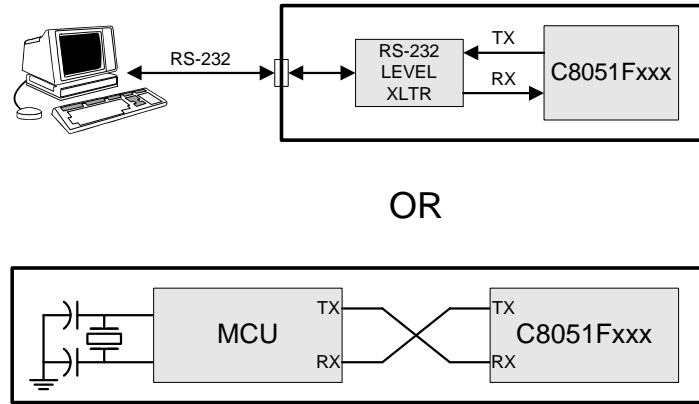 RS-232
RS-232
LEVEL
XLTR
TX
RX
C8051Fxxx
OR
MCU
TX
RX
TX
RX
C8051Fxxx